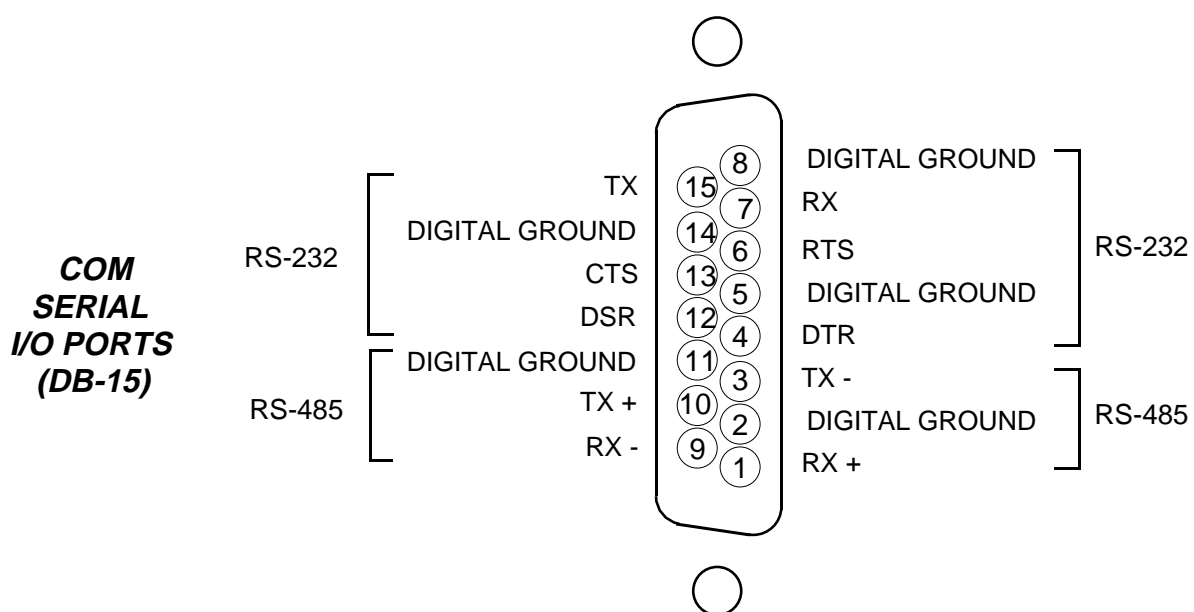 COM
SERIAL
I/O PORTS
(DB-15)
RS-232
RS-485
TX
DIGITAL GROUND
CTS
DSR
DIGITAL GROUND
TX +
RX -
15
14
13
12
11
10
9
8
7
6
5
4
3
2
1
DIGITAL GROUND
RX
RTS
DIGITAL GROUND
DTR
TX -
DIGITAL GROUND
RX +
RS-232
RS-485